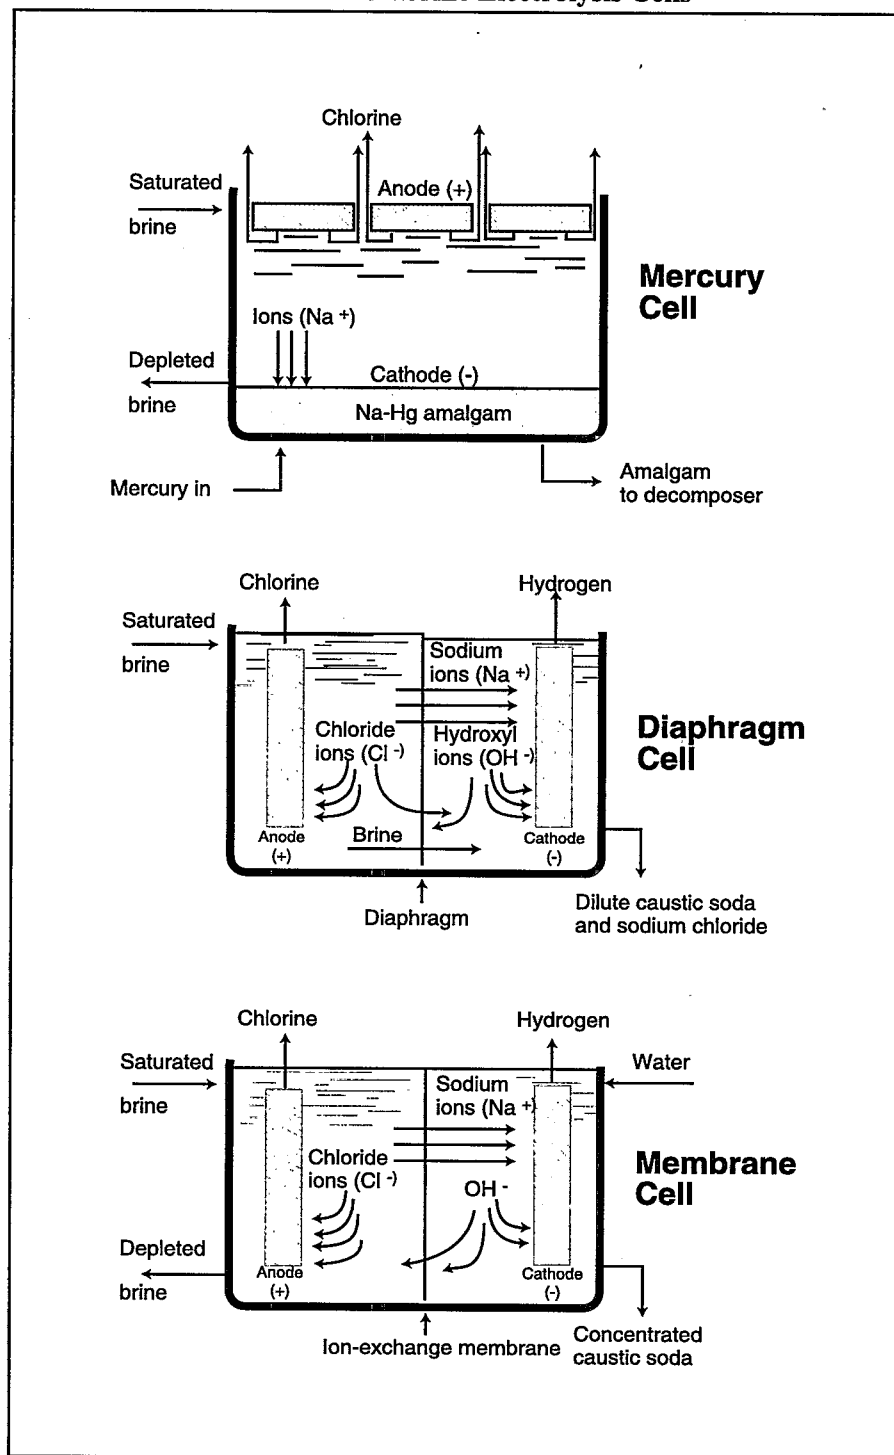 Electrolysis Cells
Chlorine
Saturated
brine
Anode (+)
Mercury
Cell
Ions (Na +)
Depleted
brine
Cathode (-)
Na-Hg amalgam
Mercury in
Amalgam
to decomposer
Chlorine
Hydrogen
Saturated
brine
Sodium
ions (Na +)
Chloride
ions (Cl -)
Hydroxyl
ions (OH -)
Diaphragm
Cell
Anode
(+)
Brine
Cathode
(-)
Diaphragm
Dilute caustic soda
and sodium chloride
Chlorine
Hydrogen
Saturated
brine
Water
Sodium
ions (Na +)
Chloride
ions (Cl -)
OH -
Membrane
Cell
Depleted
brine
Anode
(+)
Cathode
(-)
Ion-exchange membrane
Concentrated
caustic soda